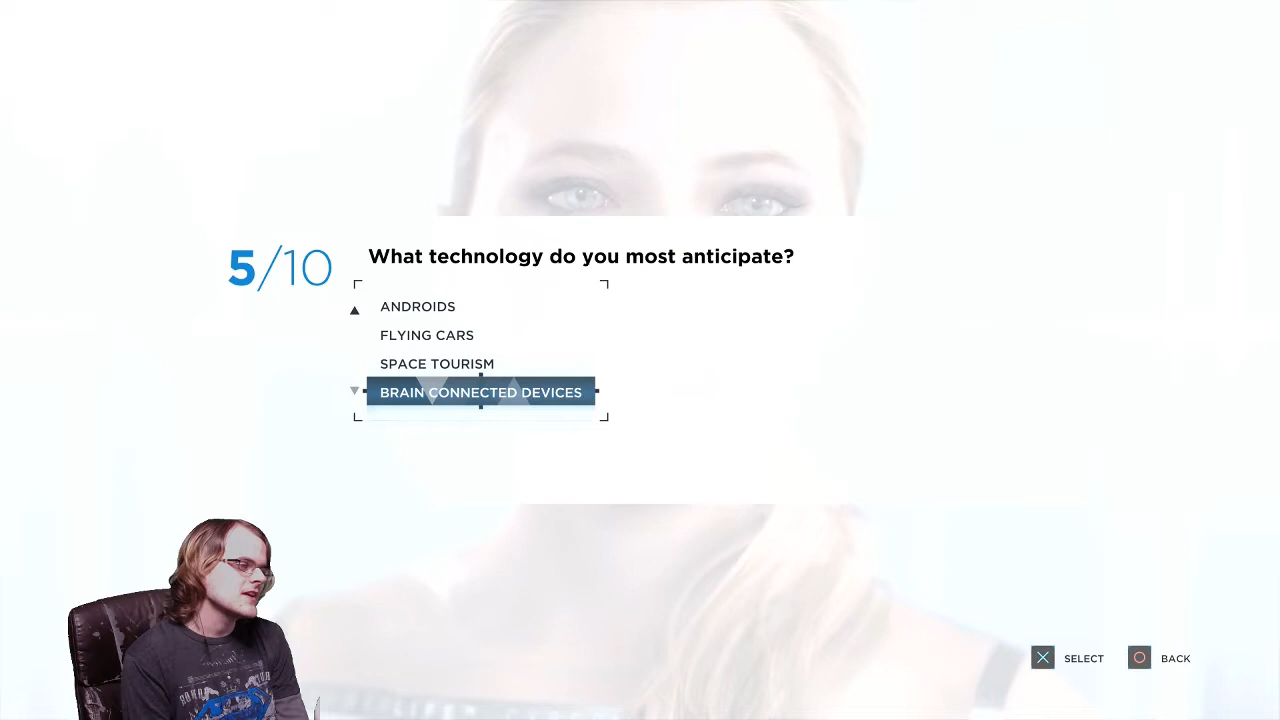 5/10
What technology do you most anticipate?
ANDROIDS
FLYING CARS
SPACE TOURISM
BRAIN CONNECTED DEVICES
SELECT
BACK